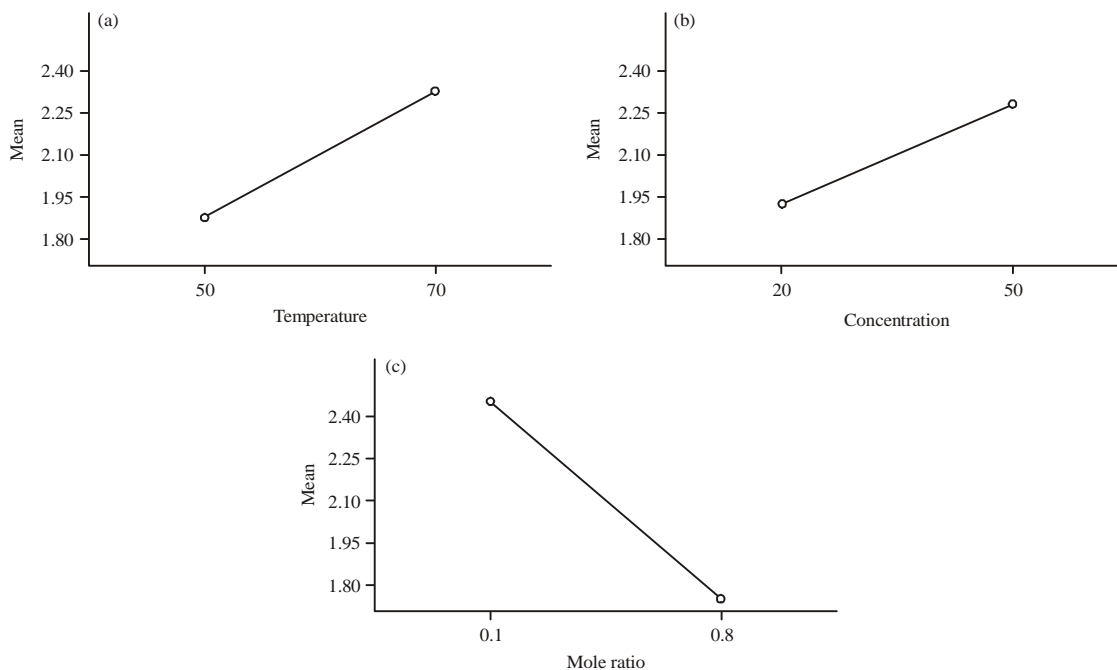 (a)
Mean
2.40
2.25
2.10
1.95
1.80
50 70
Temperature
(b)
Mean
2.40
2.25
2.10
1.95
1.80
20 50
Concentration
(c)
Mean
2.40
2.25
2.10
1.95
1.80
0.1 0.8
Mole ratio